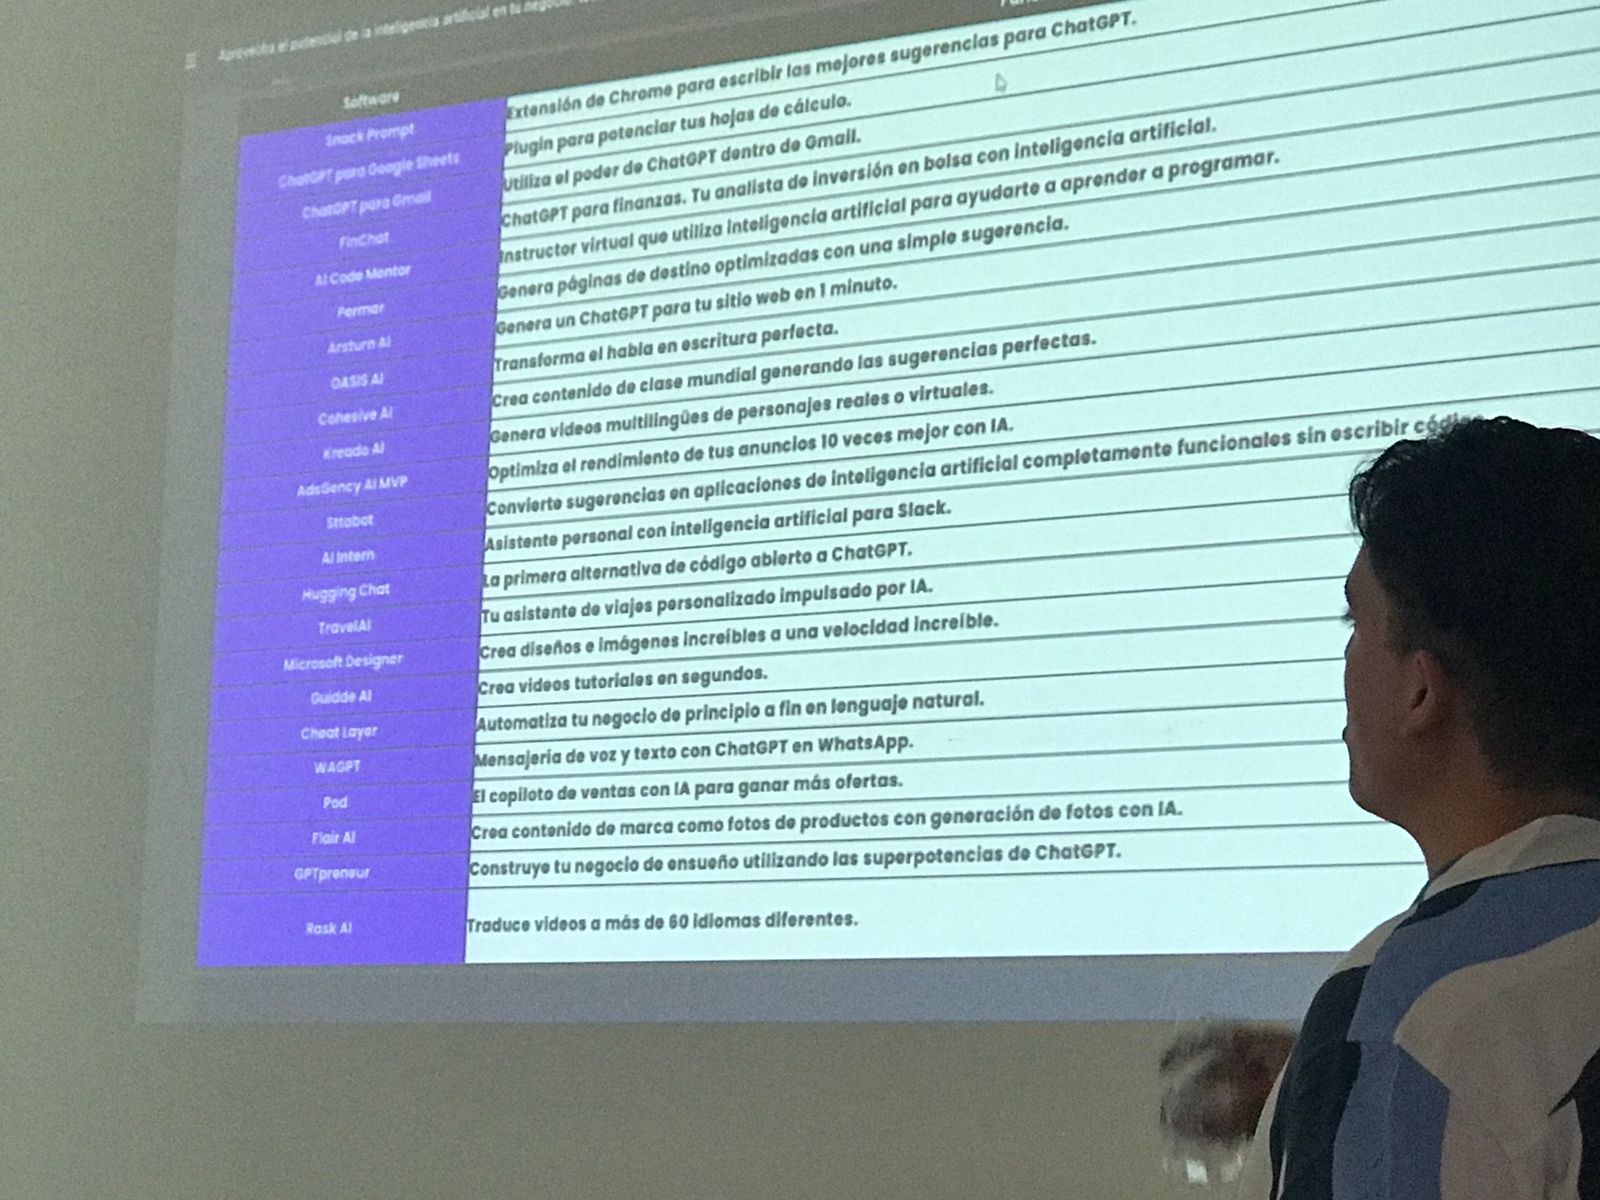 Aprovecha el potencial de la inteligencia artificial en tu negocio.
Software
Snack Prompt Extensión de Chrome para escribir las mejores sugerencias para ChatGPT.
ChatGPT para Google Sheets Plugin para potenciar tus hojas de cálculo.
ChatGPT para Gmail Utiliza el poder de ChatGPT dentro de Gmail.
FinChat ChatGPT para finanzas. Tu analista de inversión en bolsa con inteligencia artificial.
AI Code Mentor Instructor virtual que utiliza inteligencia artificial para ayudarte a aprender a programar.
Permar Genera páginas de destino optimizadas con una simple sugerencia.
Arsturn AI Genera un ChatGPT para tu sitio web en 1 minuto.
OASIS AI Transforma el habla en escritura perfecta.
Cohesive AI Crea contenido de clase mundial generando las sugerencias perfectas.
Kreado AI Genera videos multilingües de personajes reales o virtuales.
AdsGency AI MVP Optimiza el rendimiento de tus anuncios 10 veces mejor con IA.
Sttabot Convierte sugerencias en aplicaciones de inteligencia artificial completamente funcionales sin escribir
AI Intern Asistente personal con inteligencia artificial para Slack.
Hugging Chat La primera alternativa de código abierto a ChatGPT.
TravelAI Tu asistente de viajes personalizado impulsado por IA.
Microsoft Designer Crea diseños e imágenes increíbles a una velocidad increíble.
Guidde AI Crea videos tutoriales en segundos.
Cheat Layer Automatiza tu negocio de principio a fin en lenguaje natural.
WAGPT Mensajería de voz y texto con ChatGPT en WhatsApp.
Pod El copiloto de ventas con IA para ganar más ofertas.
Flair AI Crea contenido de marca como fotos de productos con generación de fotos con IA.
GPTpreneur Construye tu negocio de ensueño utilizando las superpotencias de ChatGPT.
Rask AI Traduce videos a más de 60 idiomas diferentes.